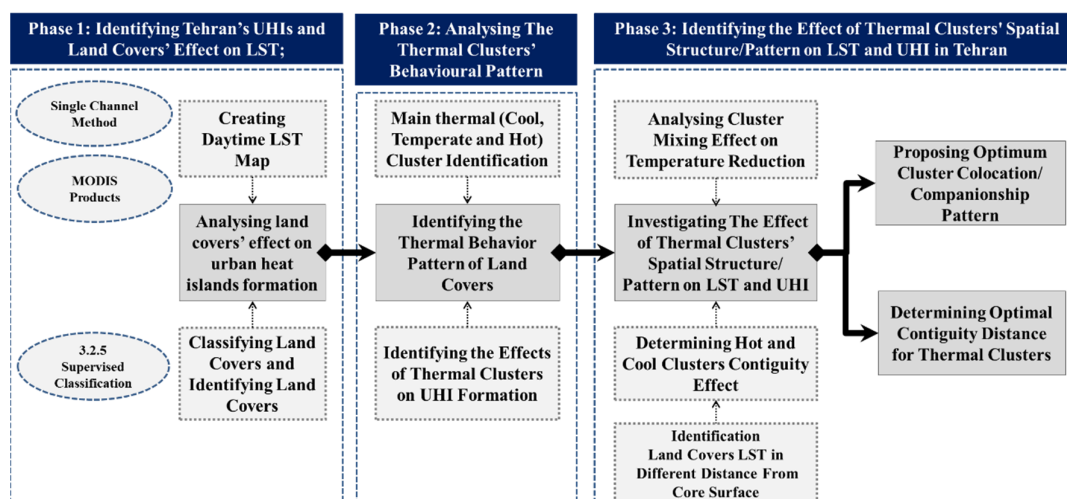 Phase 1: Identifying Tehran's UHIs and
Land Covers' Effect on LST;
Single Channel
Method
MODIS
Products
3.2.5
Supervised
Classification
Creating
Daytime LST
Map
Analysing land
covers' effect on
urban heat
islands formation
Classifying Land
Covers and
Identifying Land
Covers
Phase 2: Analysing The
Thermal Clusters'
Behavioural Pattern
Main thermal (Cool,
Temperate and Hot)
Cluster Identification
Identifying the
Thermal Behavior
Pattern of Land
Covers
Identifying the Effects
of Thermal Clusters
on UHI Formation
Phase 3: Identifying the Effect of Thermal Clusters' Spatial
Structure/Pattern on LST and UHI in Tehran
Analysing Cluster
Mixing Effect on
Temperature Reduction
Investigating The Effect
of Thermal Clusters'
Spatial Structure/
Pattern on LST and UHI
Determining Hot and
Cool Clusters Contiguity
Effect
Identification
Land Covers LST in
Different Distance From
Core Surface
Proposing Optimum
Cluster Colocation/
Companionship
Pattern
Determining Optimal
Contiguity Distance
for Thermal Clusters